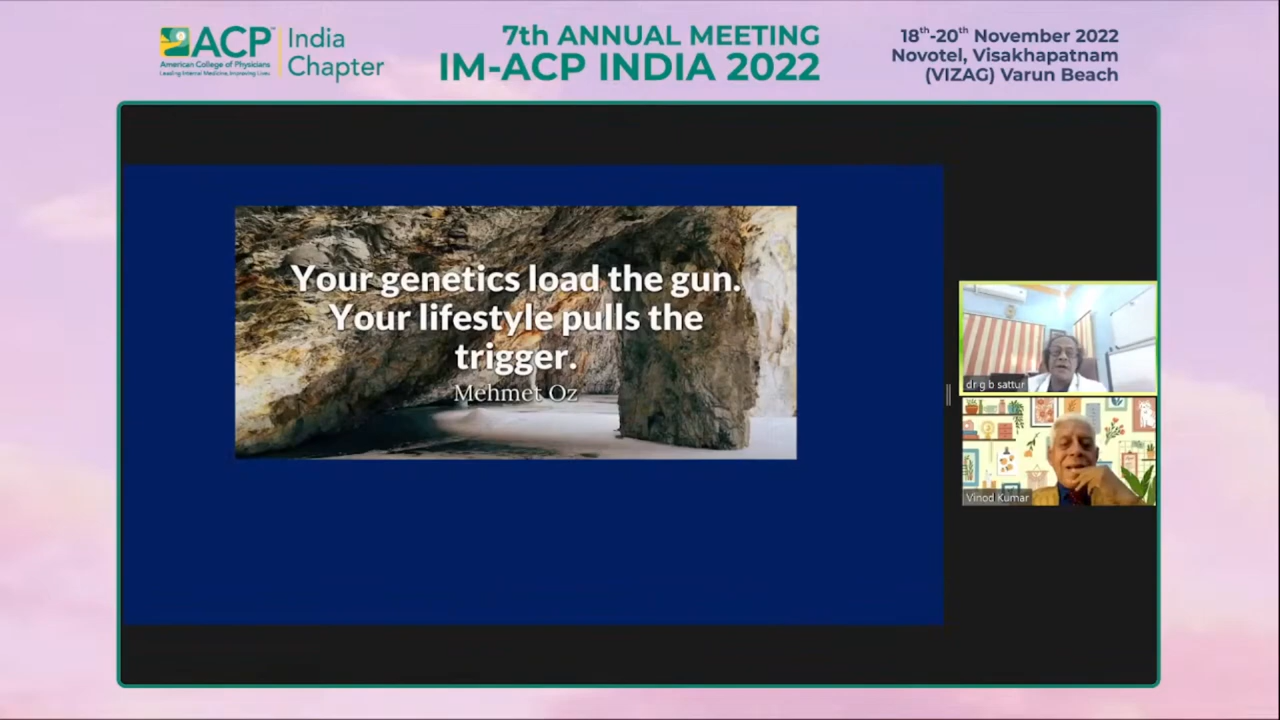 ACP
American College of Physicians
Leading Internal Medicine, Improving Lives
India
Chapter
7th ANNUAL MEETING
IM-ACP INDIA 2022
18th-20th November 2022
Novotel, Visakhapatnam
(VIZAG) Varun Beach
Your genetics load the gun.
Your lifestyle pulls the
trigger.
Mehmet Oz
dr g b sattur
Vinod Kumar